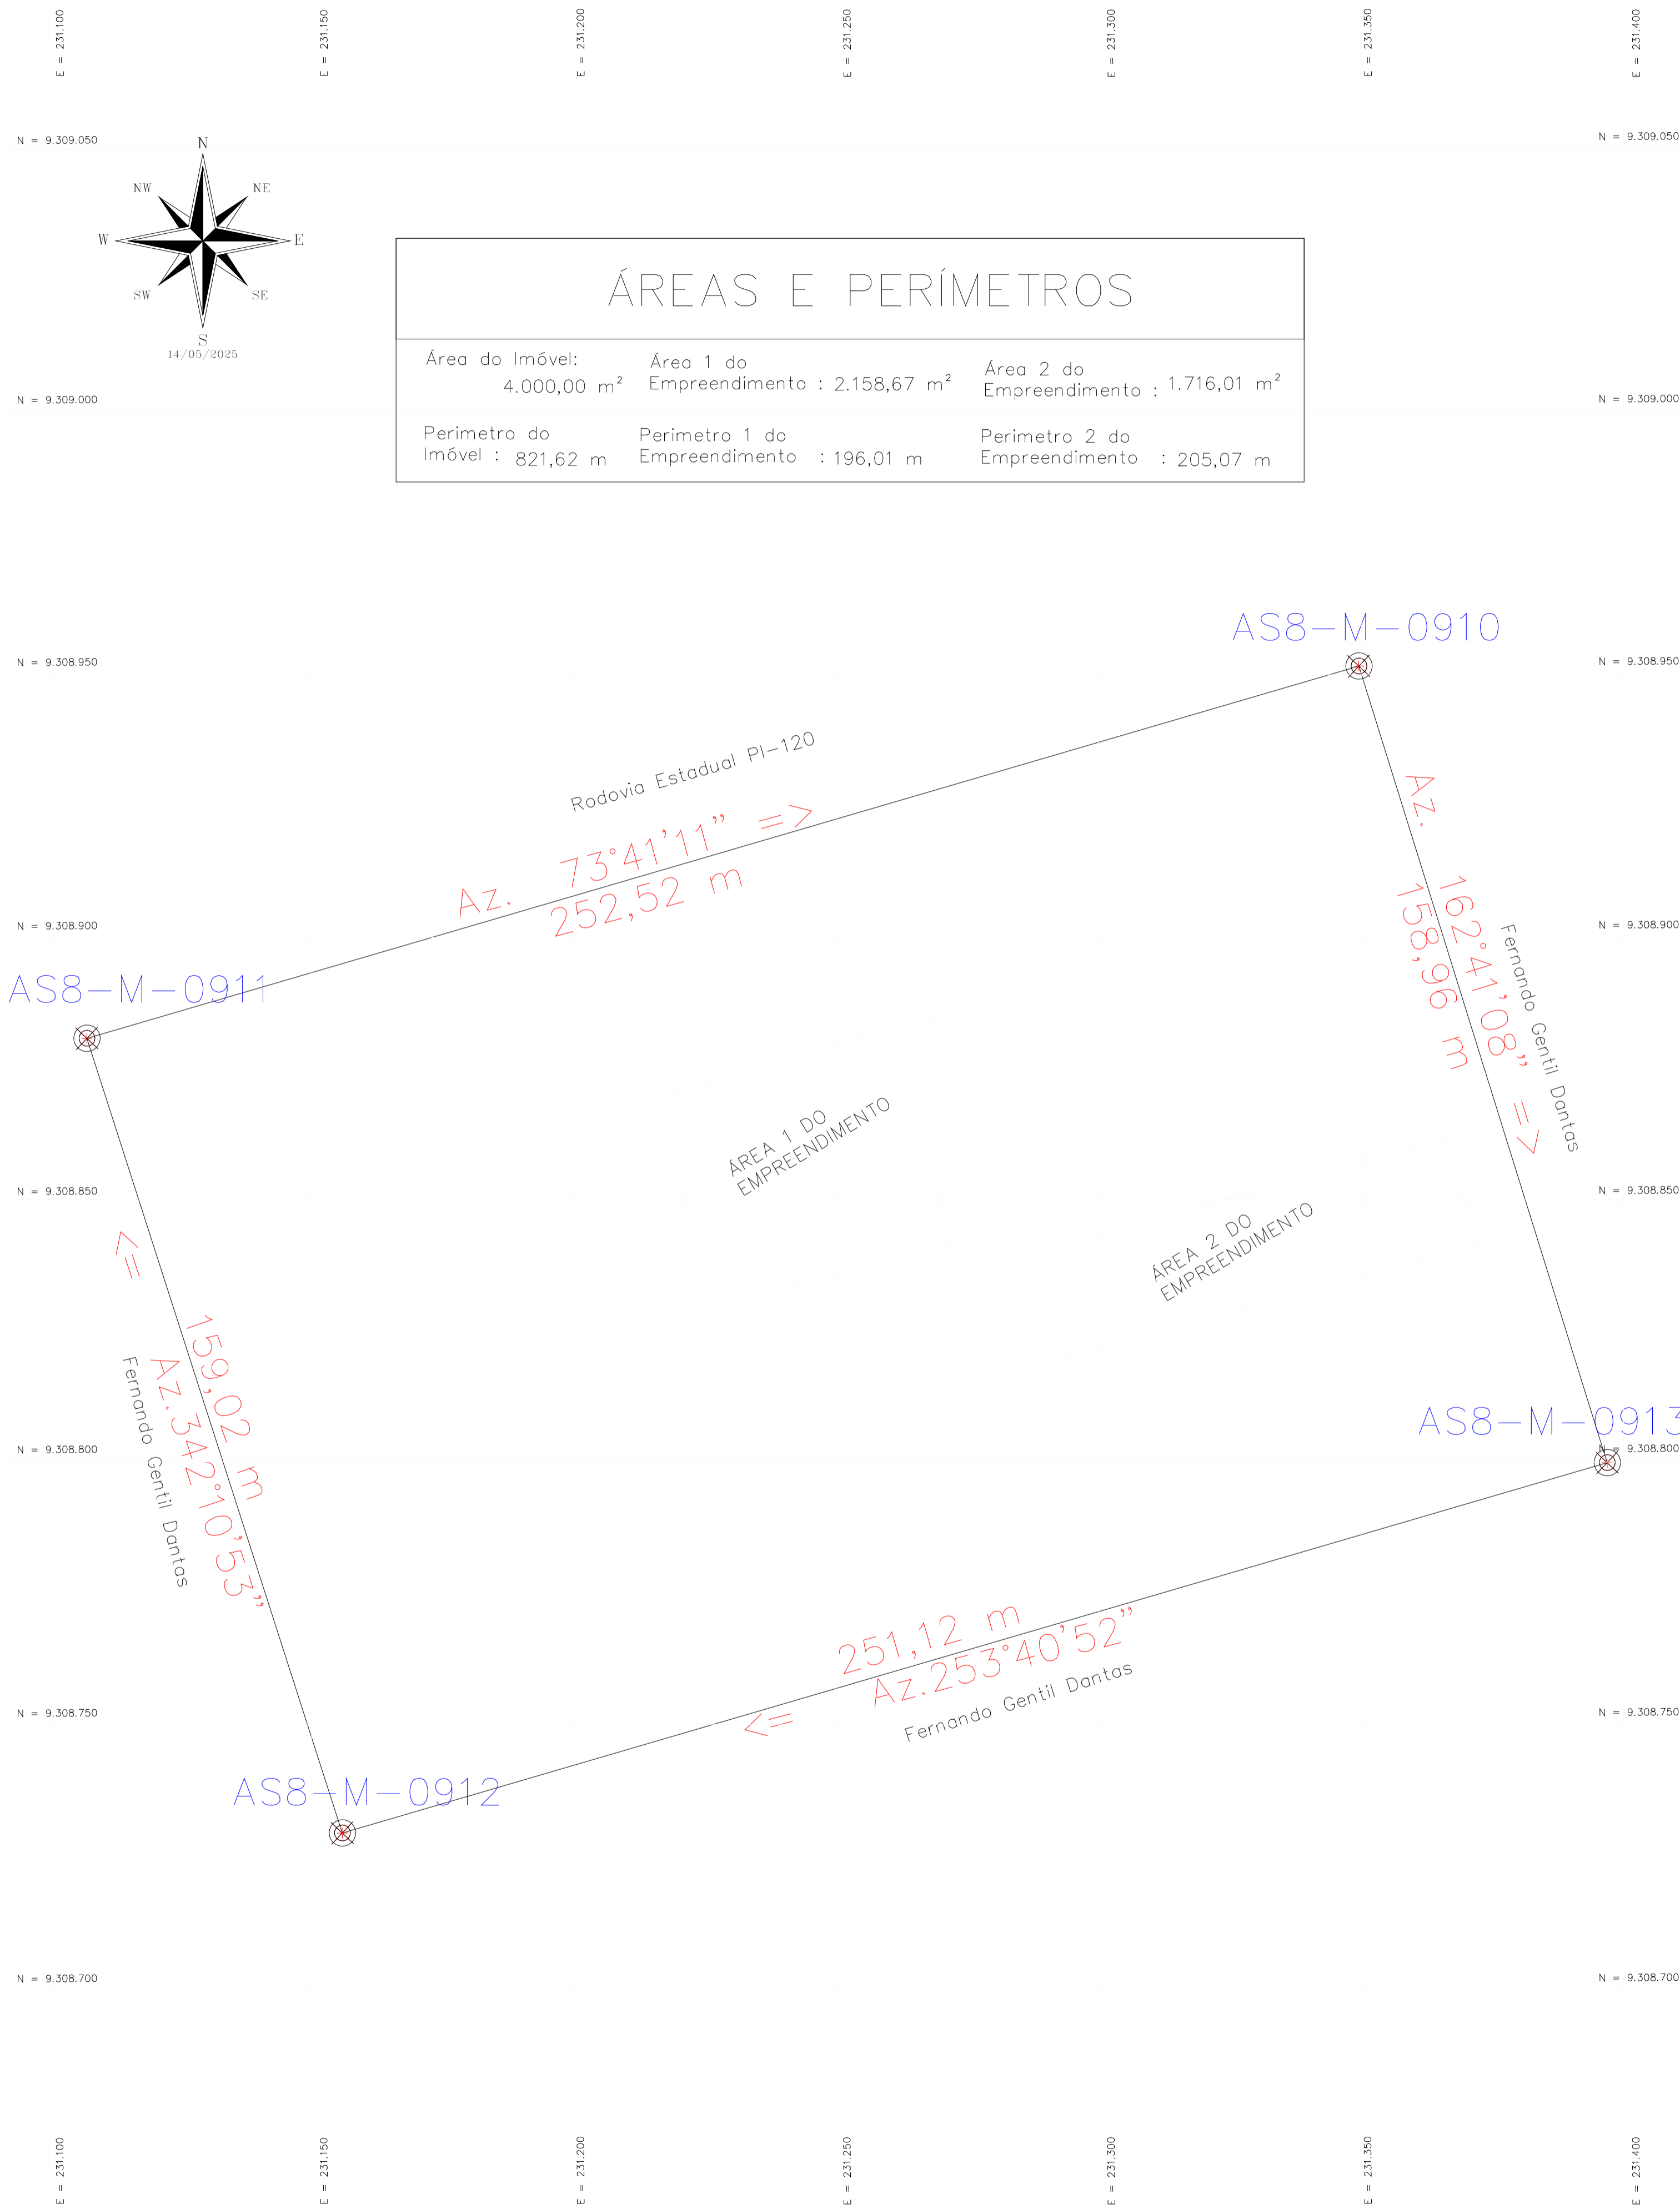 E = 231.100
E = 231.150
E = 231.200
E = 231.250
E = 231.300
E = 231.350
E = 231.400
N = 9.309.050
N = 9.309.050
N
NW
NE
W
E
SW
SE
S
14/05/2025
ÁREAS E PERÍMETROS
Área do Imóvel:
4.000,00 m²
Área 1 do
Empreendimento : 2.158,67 m²
Área 2 do
Empreendimento : 1.716,01 m²
Perimetro do
Imóvel : 821,62 m
Perimetro 1 do
Empreendimento : 196,01 m
Perimetro 2 do
Empreendimento : 205,07 m
N = 9.309.000
N = 9.309.000
AS8-M-0910
N = 9.308.950
N = 9.308.950
Rodovia Estadual PI-120
Az. 73°41'11" =>
252,52 m
Az. 162°41'08" =>
158,96 m
Fernando Gentil Dantas
N = 9.308.900
N = 9.308.900
AS8-M-0911
ÁREA 1 DO
EMPREENDIMENTO
N = 9.308.850
N = 9.308.850
ÁREA 2 DO
EMPREENDIMENTO
<=
159,02 m
Az.342°10'53"
Fernando Gentil Dantas
AS8-M-0913
N = 9.308.800
N = 9.308.800
251,12 m
Az.253°40'52"
<=
Fernando Gentil Dantas
N = 9.308.750
N = 9.308.750
AS8-M-0912
N = 9.308.700
N = 9.308.700
E = 231.100
E = 231.150
E = 231.200
E = 231.250
E = 231.300
E = 231.350
E = 231.400